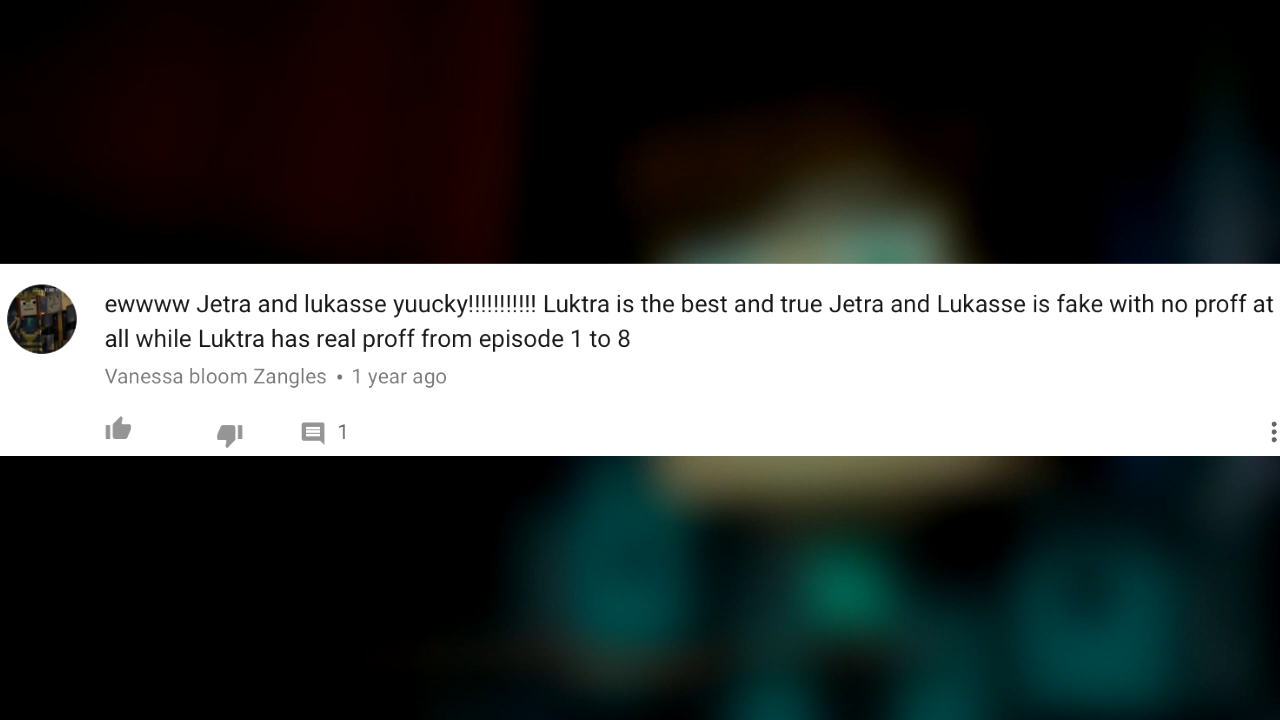 ewwww Jetra and lukasse yuucky!!!!!!!!!!! Luktra is the best and true Jetra and Lukasse is fake with no proff at
all while Luktra has real proff from episode 1 to 8
Vanessa bloom Zangles • 1 year ago
1